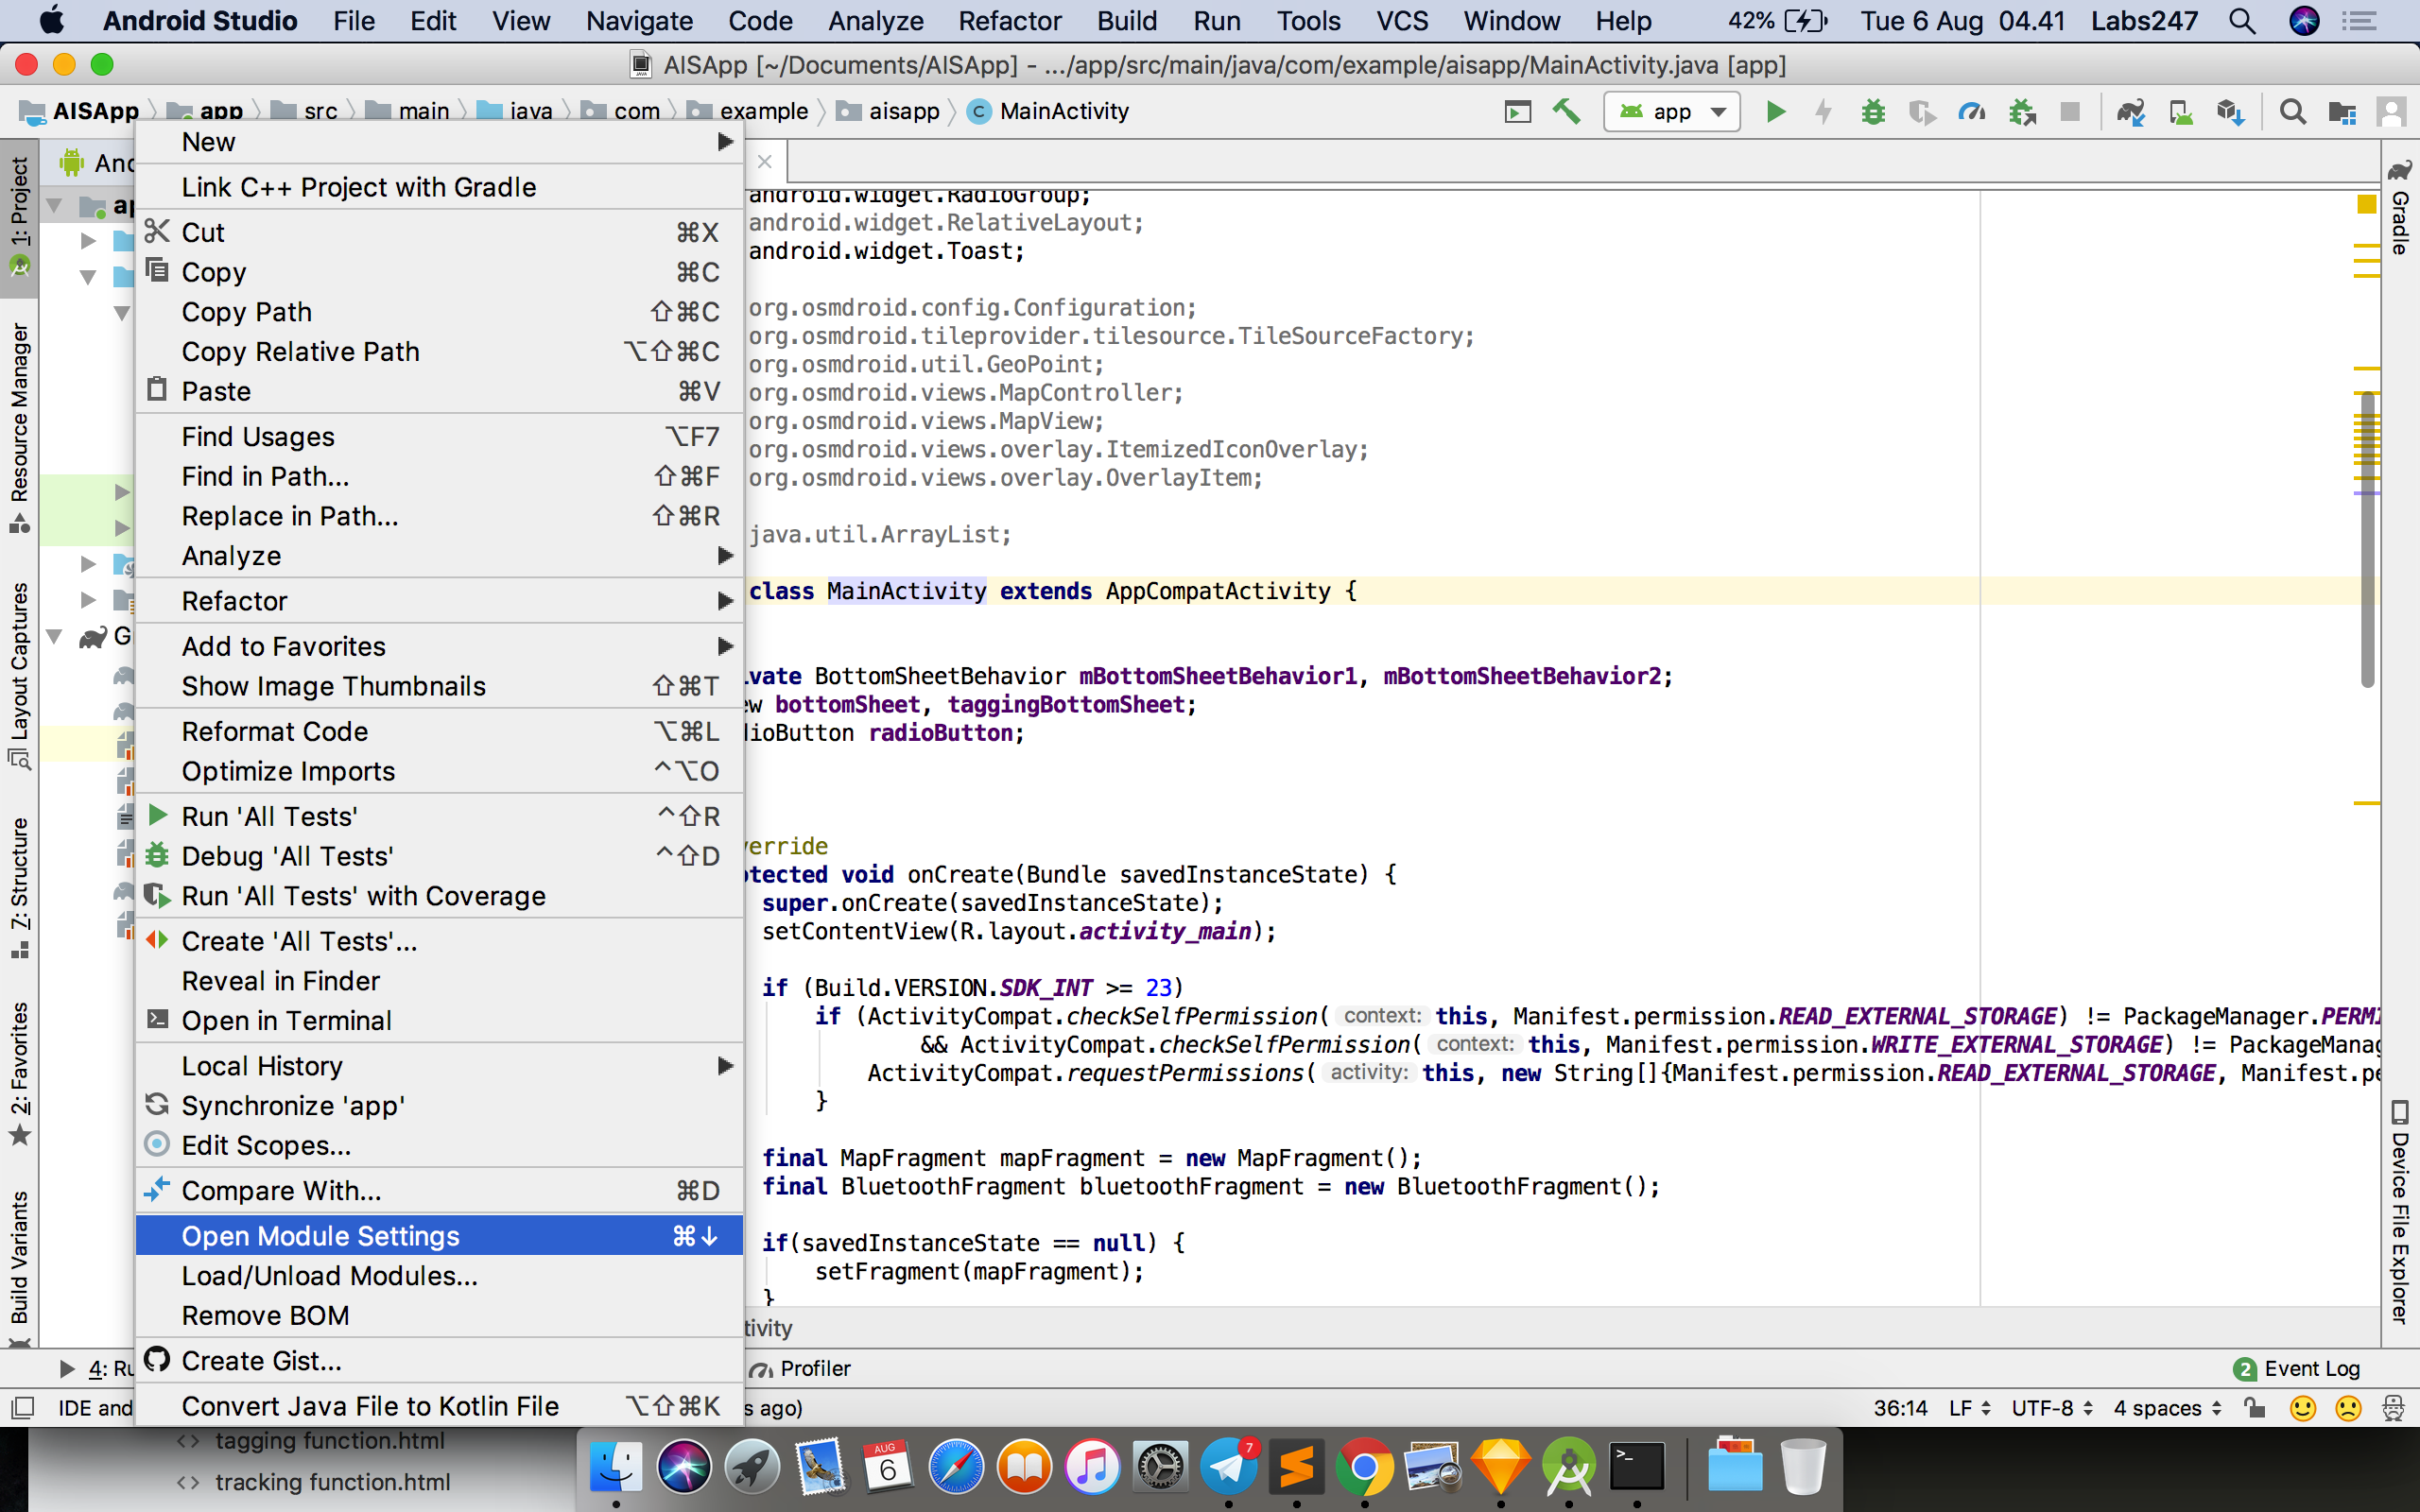 Android Studio File Edit View Navigate Code Analyze Refactor Build Run Tools VCS Window Help 42% Tue 6 Aug 04.41 Labs247
AISApp [~/Documents/AISApp] - .../app/src/main/java/com/example/aisapp/MainActivity.java [app]
AISApp app src main java com example aisapp MainActivity app
1: Project
Resource Manager
Layout Captures
7: Structure
2: Favorites
Build Variants
New
Link C++ Project with Gradle
Cut ⌘X
Copy ⌘C
Copy Path ⇧⌘C
Copy Relative Path ⌥⇧⌘C
Paste ⌘V
Find Usages ⌥F7
Find in Path... ⇧⌘F
Replace in Path... ⇧⌘R
Analyze
Refactor
Add to Favorites
Show Image Thumbnails ⇧⌘T
Reformat Code ⌥⌘L
Optimize Imports ^⌥O
Run 'All Tests' ^⇧R
Debug 'All Tests' ^⇧D
Run 'All Tests' with Coverage
Create 'All Tests'...
Reveal in Finder
Open in Terminal
Local History
Synchronize 'app'
Edit Scopes...
Compare With... ⌘D
Open Module Settings ⌘↓
Load/Unload Modules...
Remove BOM
Create Gist...
Convert Java File to Kotlin File ⌥⇧⌘K
android.widget.RadioGroup;
android.widget.RelativeLayout;
android.widget.Toast;
org.osmdroid.config.Configuration;
org.osmdroid.tileprovider.tilesource.TileSourceFactory;
org.osmdroid.util.GeoPoint;
org.osmdroid.views.MapController;
org.osmdroid.views.MapView;
org.osmdroid.views.overlay.ItemizedIconOverlay;
org.osmdroid.views.overlay.OverlayItem;
java.util.ArrayList;
class MainActivity extends AppCompatActivity {
ivate BottomSheetBehavior mBottomSheetBehavior1, mBottomSheetBehavior2;
ew bottomSheet, taggingBottomSheet;
dioButton radioButton;
verride
otected void onCreate(Bundle savedInstanceState) {
super.onCreate(savedInstanceState);
setContentView(R.layout.activity_main);
if (Build.VERSION.SDK_INT >= 23)
if (ActivityCompat.checkSelfPermission( context: this, Manifest.permission.READ_EXTERNAL_STORAGE) != PackageManager.PERMI
&& ActivityCompat.checkSelfPermission( context: this, Manifest.permission.WRITE_EXTERNAL_STORAGE) != PackageManag
ActivityCompat.requestPermissions( activity: this, new String[]{Manifest.permission.READ_EXTERNAL_STORAGE, Manifest.pe
}
final MapFragment mapFragment = new MapFragment();
final BluetoothFragment bluetoothFragment = new BluetoothFragment();
if(savedInstanceState == null) {
setFragment(mapFragment);
}
tivity
Gradle
Device File Explorer
4: Ru Profiler 2 Event Log
IDE and s ago) 36:14 LF UTF-8 4 spaces
<> tagging function.html
<> tracking function.html
AUG
6
7